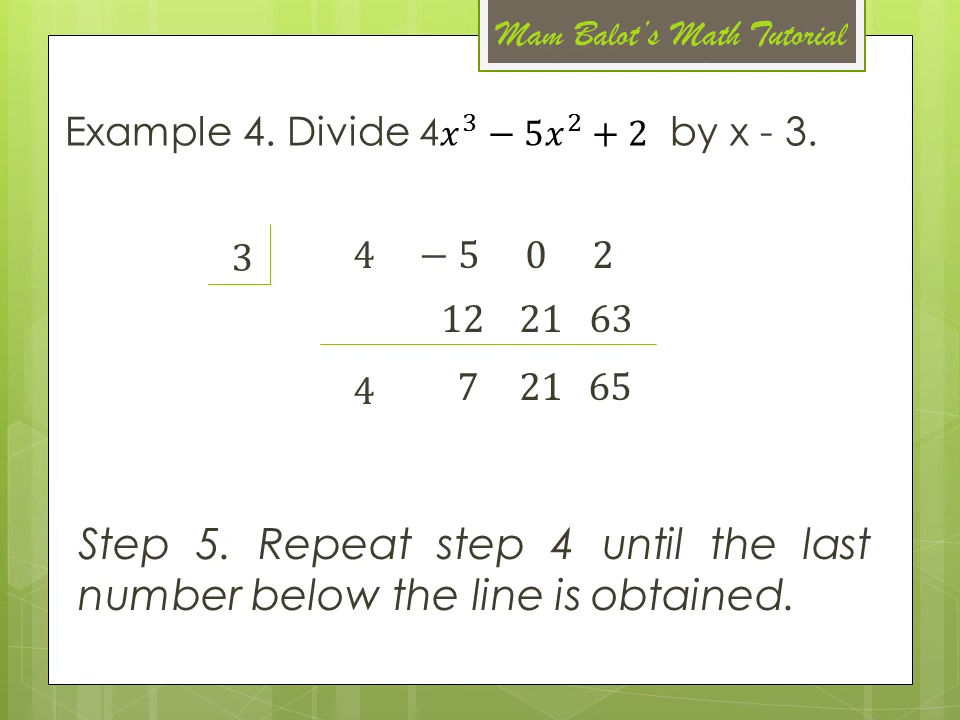 Mam Balot's Math Tutorial
Example 4. Divide 4𝑥³ − 5𝑥² + 2 by x - 3.
3 4 − 5 0 2
12 21 63
4 7 21 65
Step 5. Repeat step 4 until the last
number below the line is obtained.